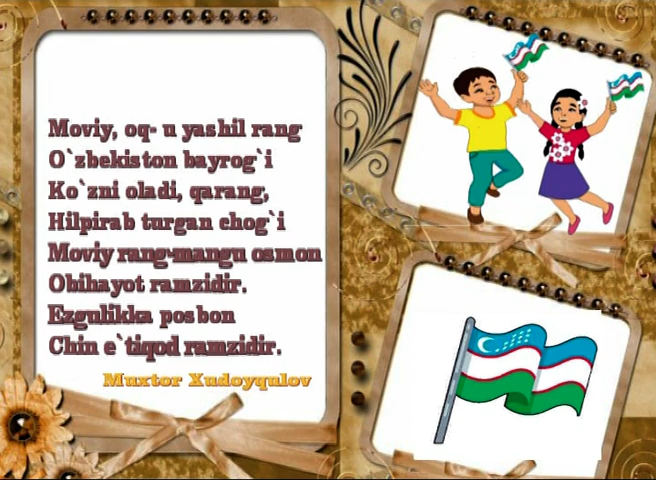 Moviy, oq- u yashil rang
O`zbekiston bayrog`i
Ko`zni oladi, qarang,
Hilpirab turgan chog`i
Moviy rang-mangu osmon
Obihayot ramzidir.
Ezgulikka posbon
Chin e`tiqod ramzidir.
Muxtor Xudoyqulov